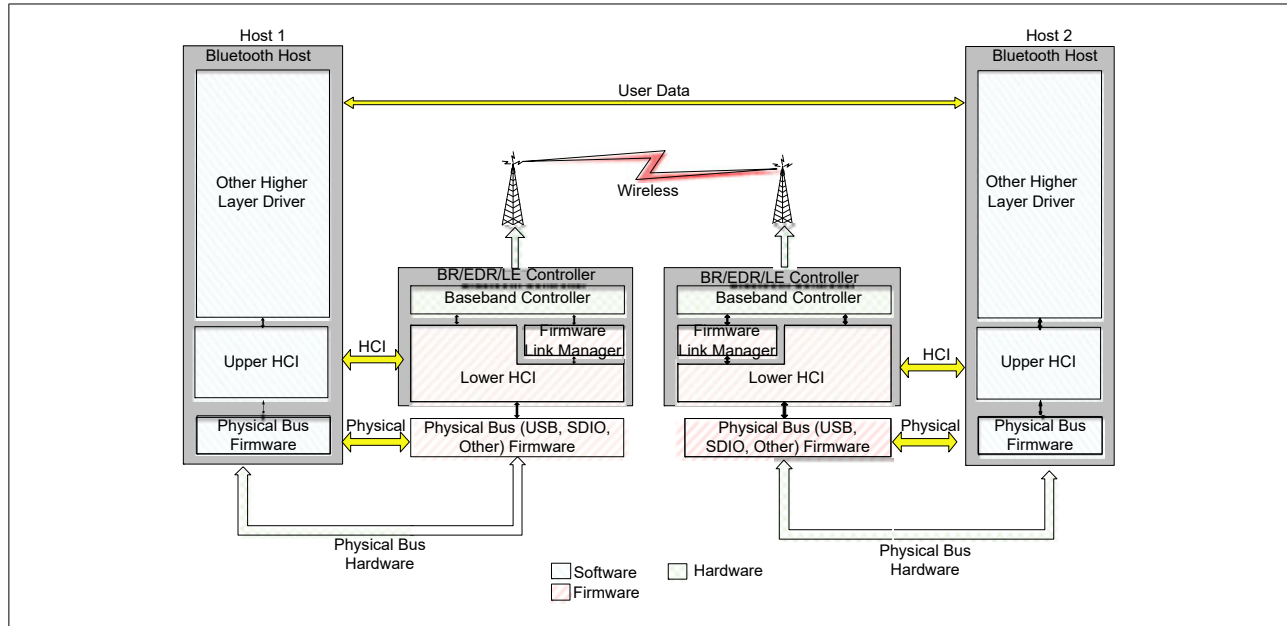 Host 1
Bluetooth Host
Other Higher
Layer Driver
Upper HCI
Physical Bus
Firmware
User Data
Wireless
Host 2
Bluetooth Host
Other Higher
Layer Driver
Upper HCI
Physical Bus
Firmware
BR/EDR/LE Controller
Baseband Controller
Firmware
Link Manager
Lower HCI
Physical Bus (USB, SDIO,
Other) Firmware
HCI
Physical
Physical Bus
Hardware
BR/EDR/LE Controller
Baseband Controller
Firmware
Link Manager
Lower HCI
Physical Bus (USB,
SDIO, Other) Firmware
HCI
Physical
Physical Bus
Hardware
Software
Hardware
Firmware